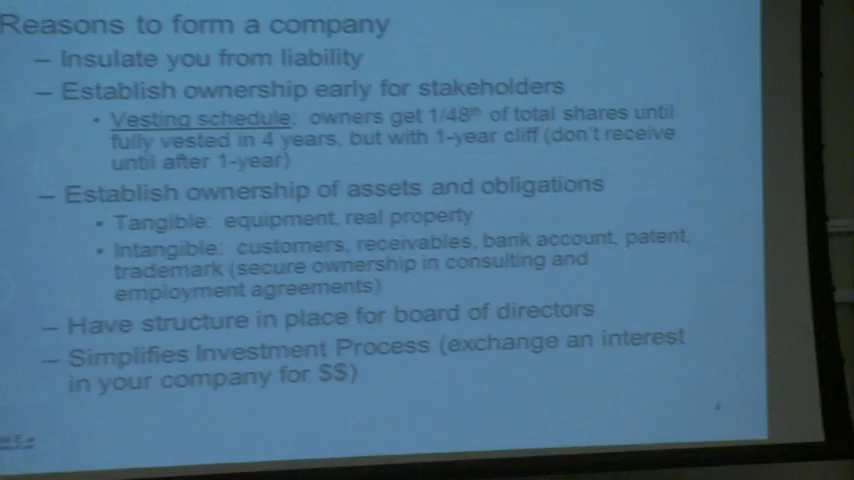 Reasons to form a company
– Insulate you from liability
– Establish ownership early for stakeholders
• Vesting schedule: owners get 1/48th of total shares until
fully vested in 4 years, but with 1-year cliff (don't receive
until after 1-year)
– Establish ownership of assets and obligations
• Tangible: equipment, real property
• Intangible: customers, receivables, bank account, patent,
trademark (secure ownership in consulting and
employment agreements)
– Have structure in place for board of directors
– Simplifies Investment Process (exchange an interest
in your company for $$)